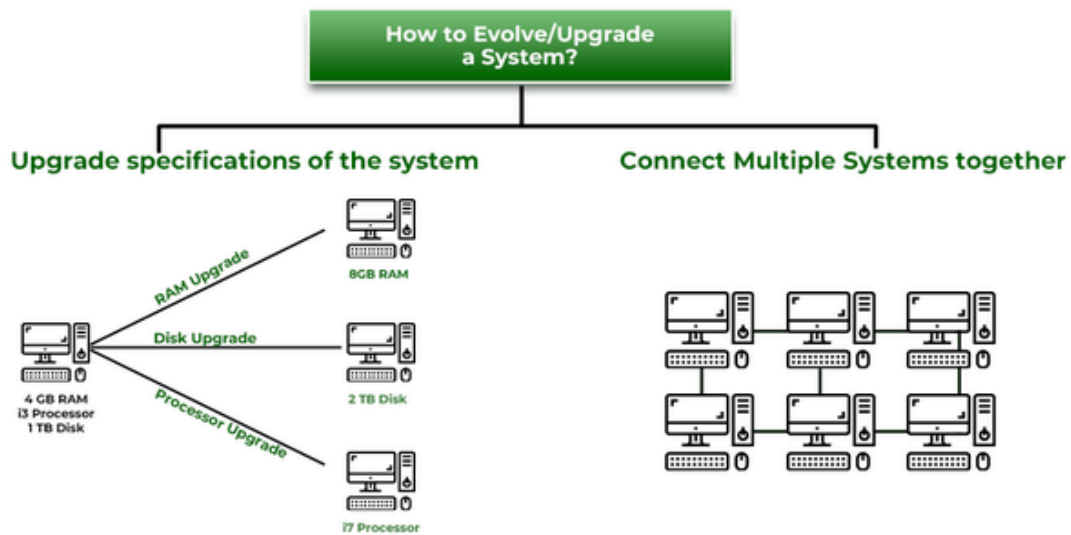 How to Evolve/Upgrade
a System?
Upgrade specifications of the system
Connect Multiple Systems together
RAM Upgrade
8GB RAM
Disk Upgrade
4 GB RAM
i3 Processor
1 TB Disk
2 TB Disk
Processor Upgrade
i7 Processor